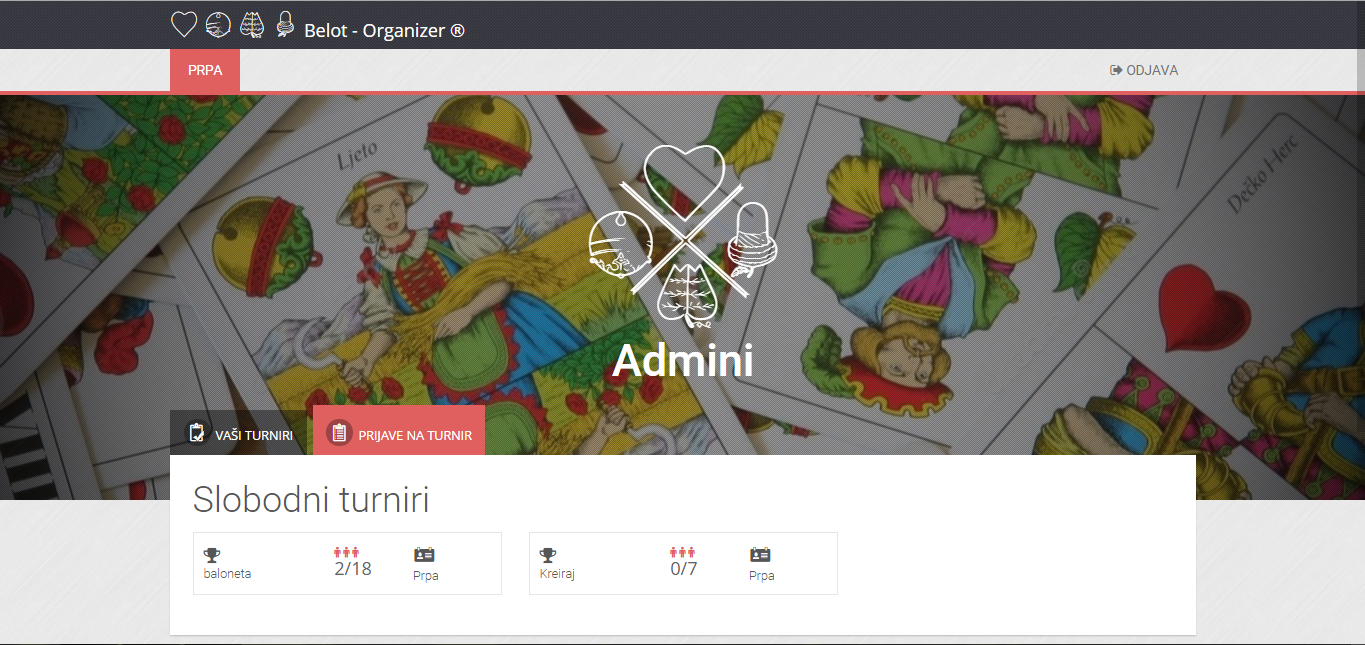 Belot - Organizer ®
PRPA
ODJAVA
Ljeto
Dečko Herc
Admini
VAŠI TURNIRI
PRIJAVE NA TURNIR
Slobodni turniri
baloneta
2/18
Prpa
Kreiraj
0/7
Prpa